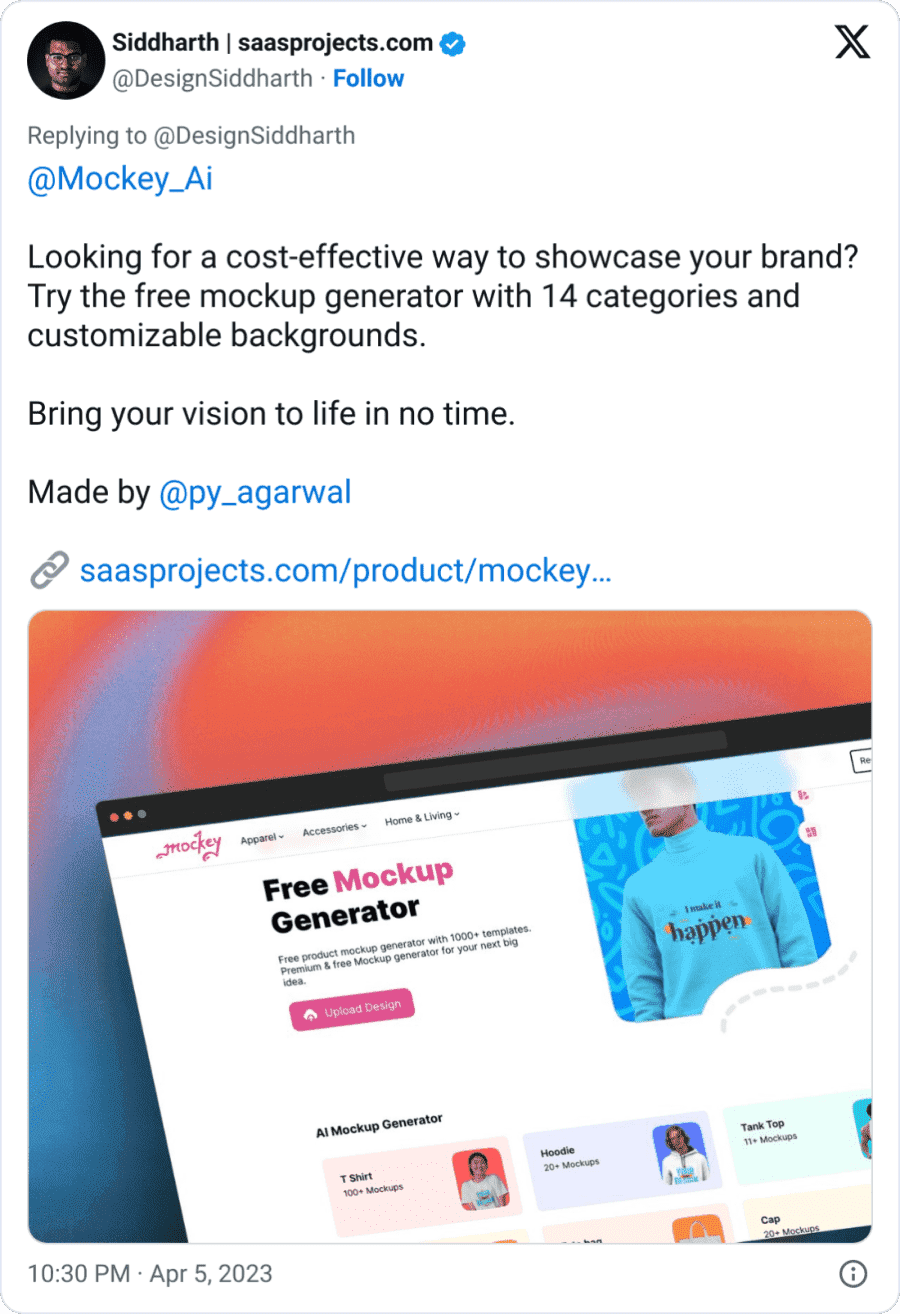 Siddharth | saasprojects.com
@DesignSiddharth · Follow
Replying to @DesignSiddharth
@Mockey_Ai
Looking for a cost-effective way to showcase your brand?
Try the free mockup generator with 14 categories and
customizable backgrounds.
Bring your vision to life in no time.
Made by @py_agarwal
saasprojects.com/product/mockey…
mockey
Apparel
Accessories
Home & Living
Free Mockup
Generator
Free product mockup generator with 1000+ templates.
Premium & free Mockup generator for your next big
idea.
Upload Design
I make it
happen
AI Mockup Generator
T Shirt
100+ Mockups
Hoodie
20+ Mockups
Tank Top
11+ Mockups
Cap
20+ Mockups
10:30 PM · Apr 5, 2023